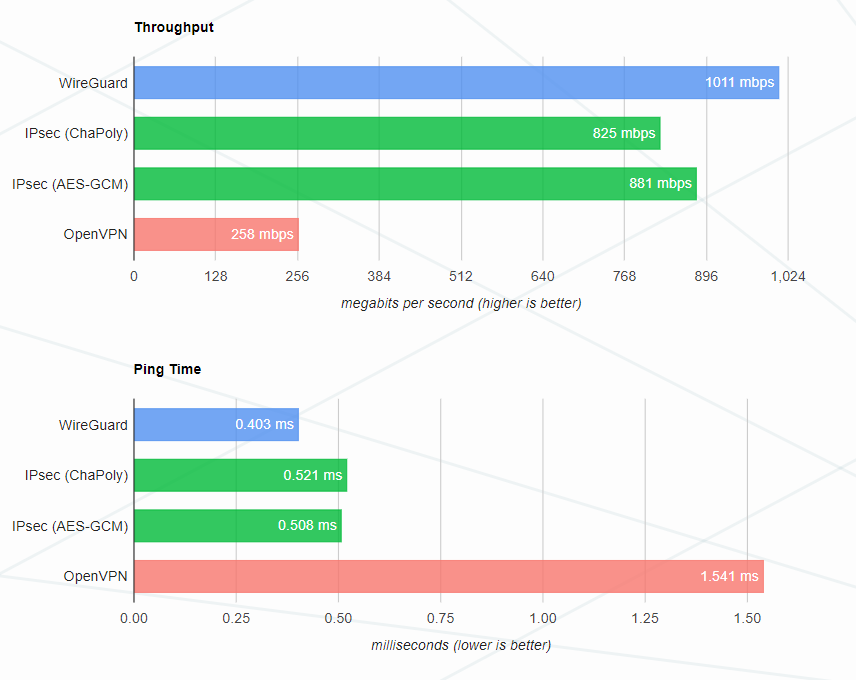 Throughput
WireGuard 1011 mbps
IPsec (ChaPoly) 825 mbps
IPsec (AES-GCM) 881 mbps
OpenVPN 258 mbps
0 128 256 384 512 640 768 896 1,024
megabits per second (higher is better)
Ping Time
WireGuard 0.403 ms
IPsec (ChaPoly) 0.521 ms
IPsec (AES-GCM) 0.508 ms
OpenVPN 1.541 ms
0.00 0.25 0.50 0.75 1.00 1.25 1.50
milliseconds (lower is better)